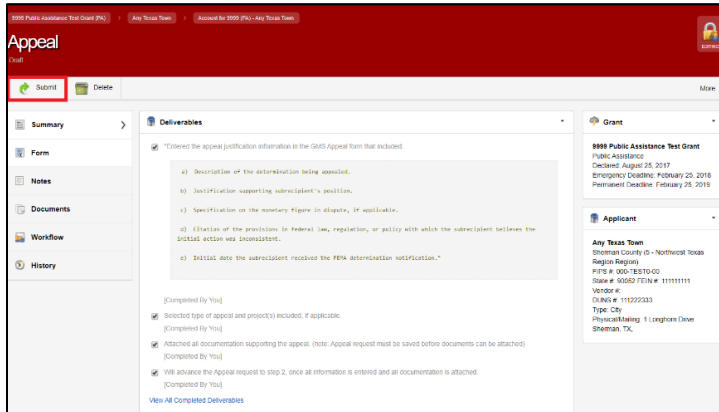 9999 Public Assistance Test Grant (PA) Any Texas Town Account for 9999 (PA) - Any Texas Town
Appeal
Draft
EDITING
Submit Delete More
Summary
Form
Notes
Documents
Workflow
History
Deliverables
"Entered the appeal justification information in the GMS Appeal form that included:
a) Description of the determination being appealed.
b) Justification supporting subrecipient's position.
c) Specification on the monetary figure in dispute, if applicable.
d) Citation of the provisions in Federal law, regulation, or policy with which the subrecipient believes the
initial action was inconsistent.
e) Initial date the subrecipient received the FEMA determination notification."
[Completed By You]
Selected type of appeal and project(s) included, if applicable.
[Completed By You]
Attached all documentation supporting the appeal. (note: Appeal request must be saved before documents can be attached)
[Completed By You]
Will advance the Appeal request to step 2, once all information is entered and all documentation is attached.
[Completed By You]
View All Completed Deliverables
Grant
9999 Public Assistance Test Grant
Public Assistance
Declared: August 25, 2017
Emergency Deadline: February 25, 2018
Permanent Deadline: February 25, 2019
Applicant
Any Texas Town
Sherman County (5 - Northwest Texas
Region Region)
FIPS #: 000-TEST0-00
State #: 90052 FEIN #: 111111111
Vendor #:
DUNS #: 111222333
Type: City
Physical/Mailing: 1 Longhorn Drive
Sherman, TX,